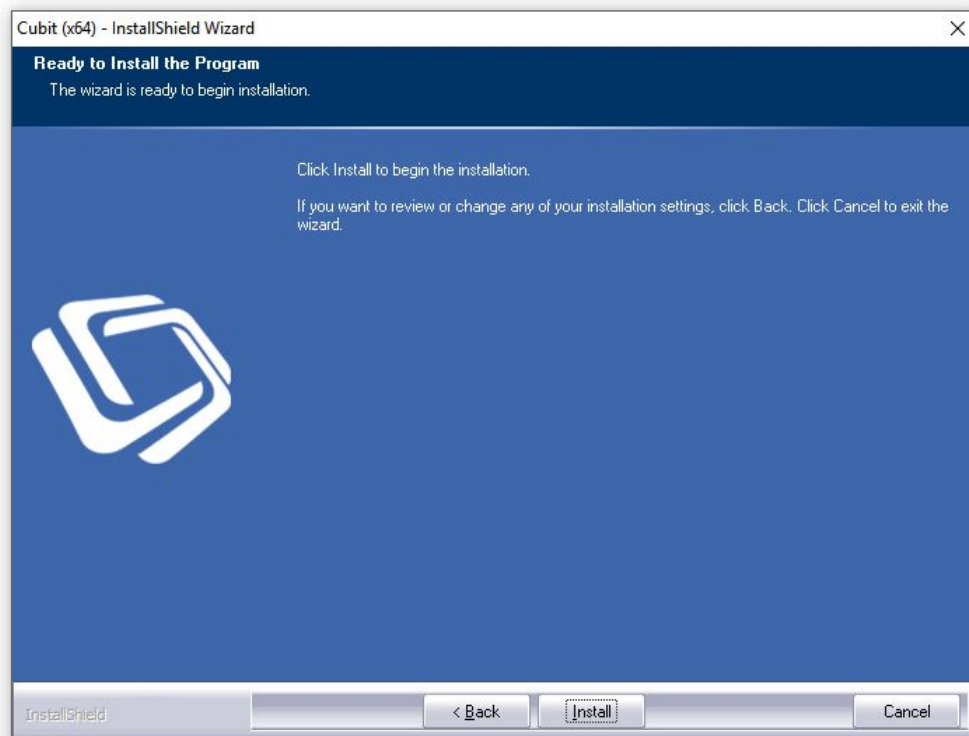 Cubit (x64) - InstallShield Wizard
Ready to Install the Program
The wizard is ready to begin installation.
Click Install to begin the installation.
If you want to review or change any of your installation settings, click Back. Click Cancel to exit the
wizard.
InstallShield
< Back
Install
Cancel